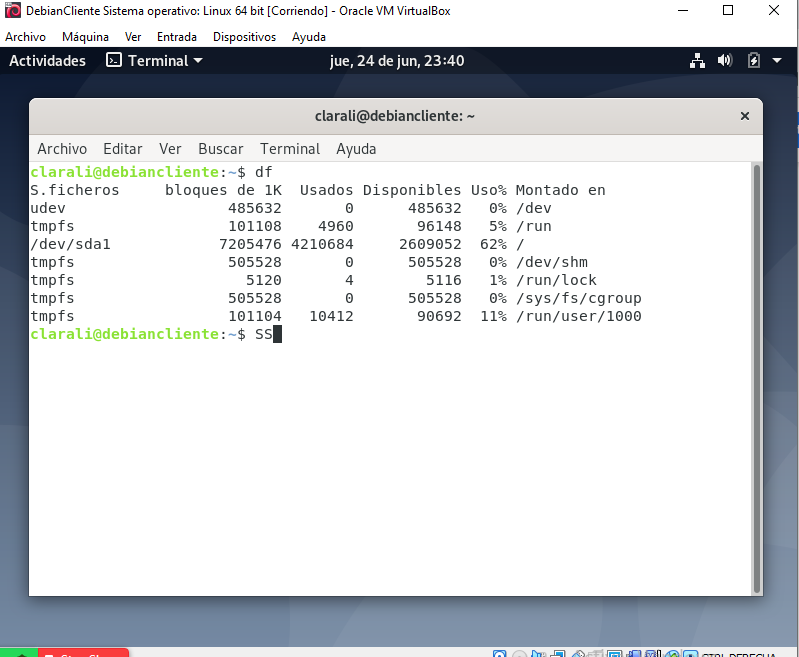 DebianCliente Sistema operativo: Linux 64 bit [Corriendo] - Oracle VM VirtualBox
Archivo Máquina Ver Entrada Dispositivos Ayuda
Actividades Terminal jue, 24 de jun, 23:40
clarali@debiancliente: ~
Archivo Editar Ver Buscar Terminal Ayuda
clarali@debiancliente:~$ df
S.ficheros bloques de 1K Usados Disponibles Uso% Montado en
udev 485632 0 485632 0% /dev
tmpfs 101108 4960 96148 5% /run
/dev/sda1 7205476 4210684 2609052 62% /
tmpfs 505528 0 505528 0% /dev/shm
tmpfs 5120 4 5116 1% /run/lock
tmpfs 505528 0 505528 0% /sys/fs/cgroup
tmpfs 101104 10412 90692 11% /run/user/1000
clarali@debiancliente:~$ SS
CTRL DERECHA